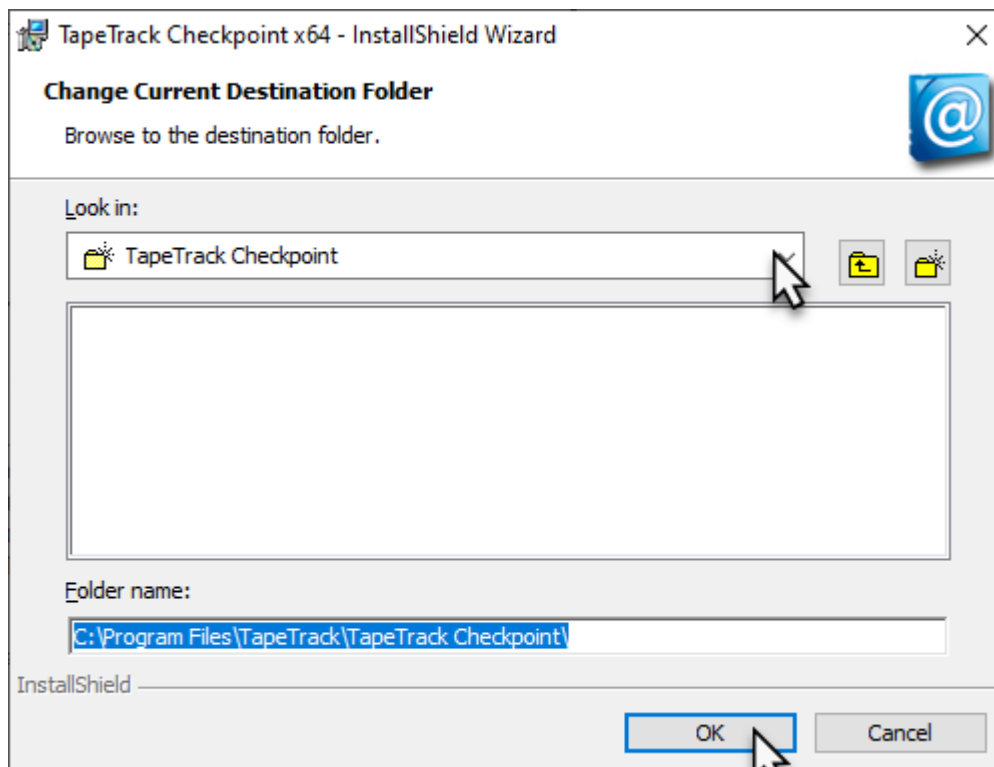 TapeTrack Checkpoint x64 - InstallShield Wizard
Change Current Destination Folder
Browse to the destination folder.
@
Look in:
TapeTrack Checkpoint
Folder name:
C:\Program Files\TapeTrack\TapeTrack Checkpoint\
InstallShield
OK
Cancel